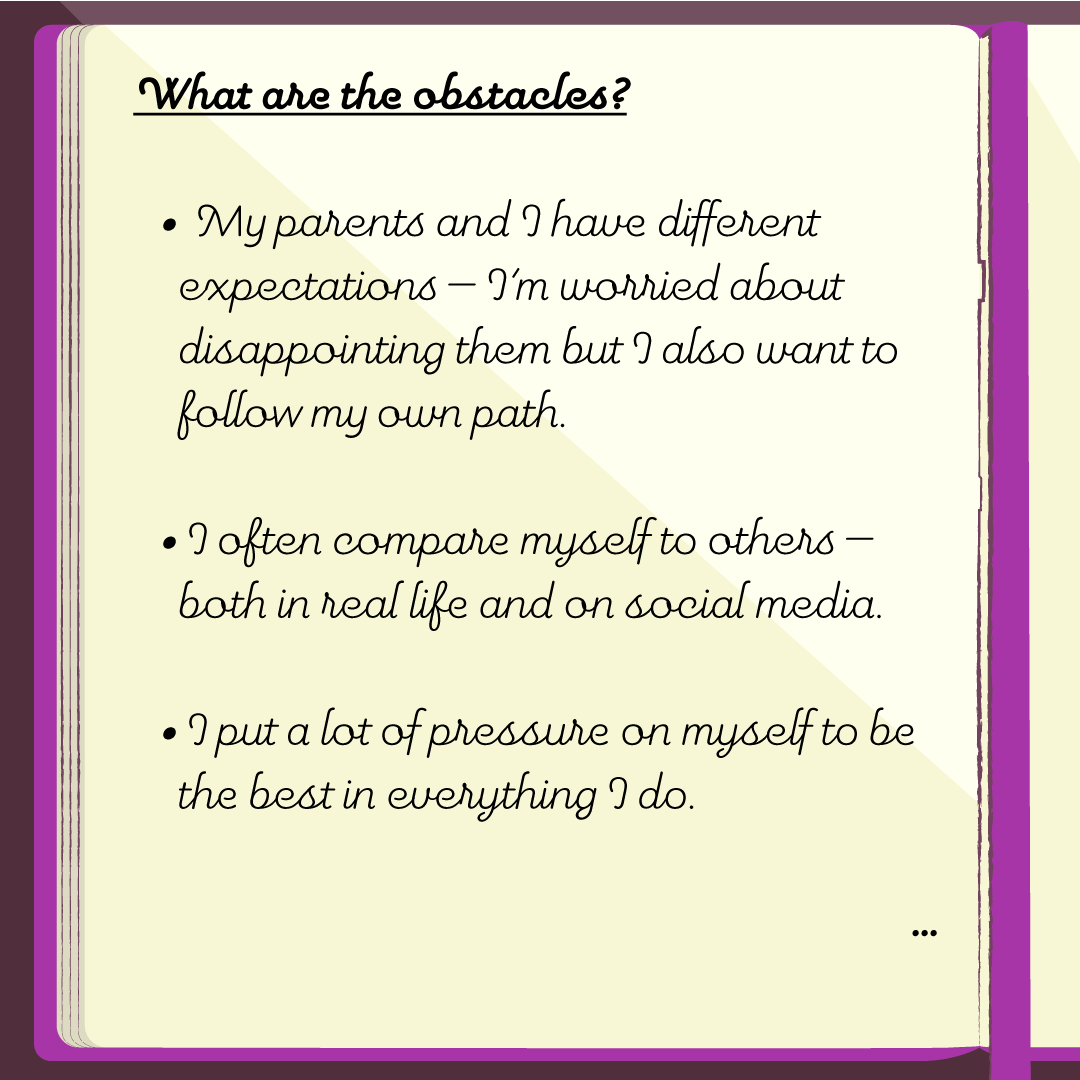 What are the obstacles?
• My parents and I have different
expectations – I'm worried about
disappointing them but I also want to
follow my own path.
• I often compare myself to others –
both in real life and on social media.
• I put a lot of pressure on myself to be
the best in everything I do.
...